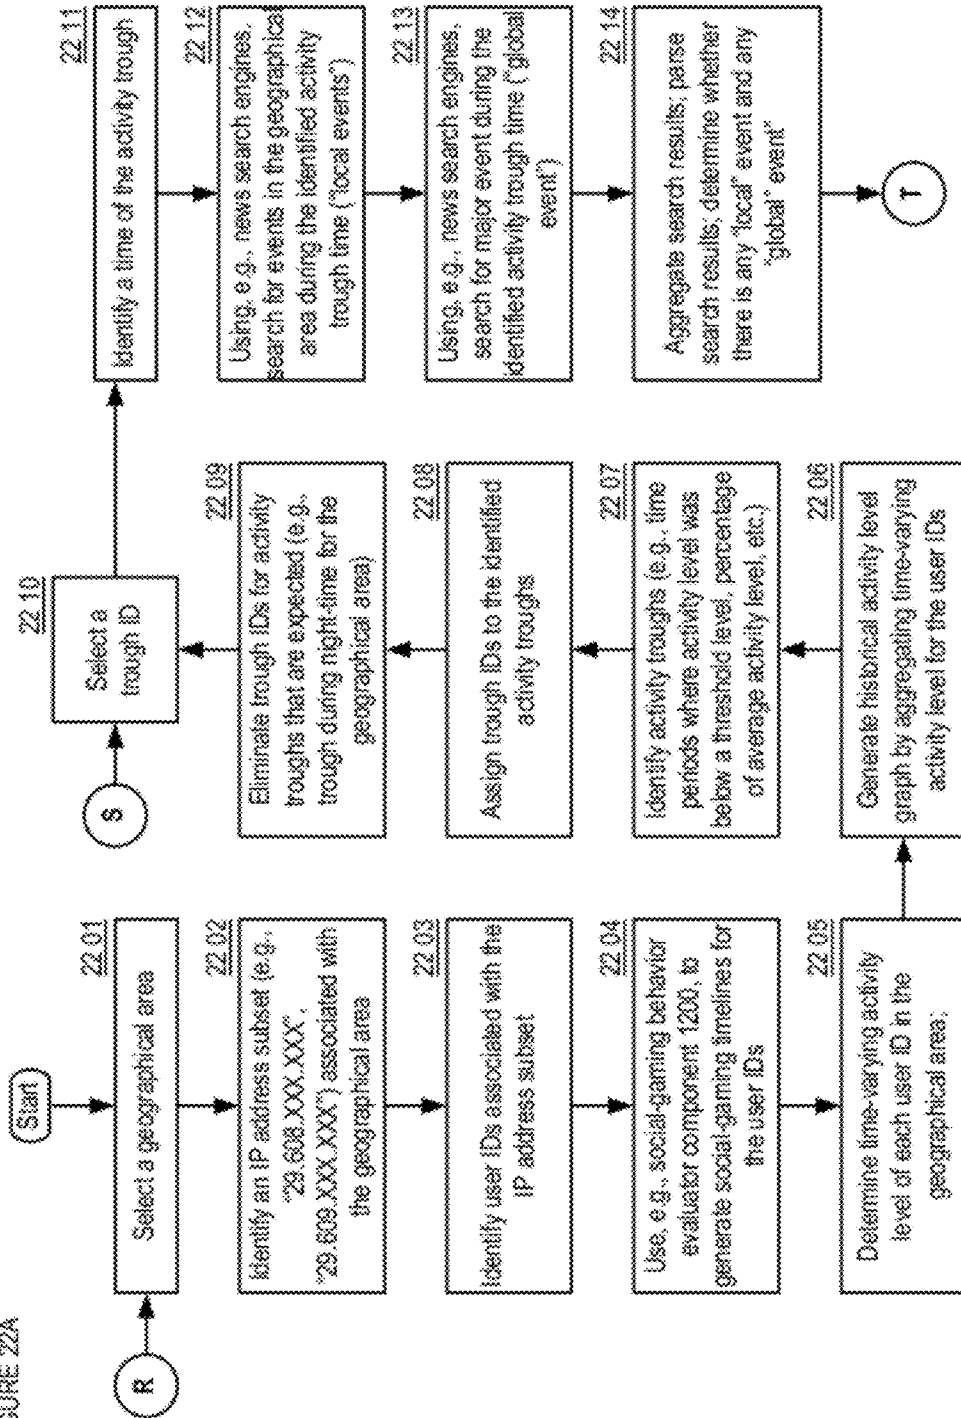 GURE 22A
Start
R
22 01
Select a geographical area
22 02
Identify an IP address subset (e.g.,
"29.608.XXX.XXX",
"29.609.XXX.XXX") associated with
the geographical area
22 03
Identify user IDs associated with the
IP address subset
22 04
Use, e.g., social-gaming behavior
evaluator component 1200, to
generate social-gaming timelines for
the user IDs
22 05
Determine time-varying activity
level of each user ID in the
geographical area;
22 06
Generate historical activity level
graph by aggregating time-varying
activity level for the user IDs
22 07
Identify activity troughs (e.g., time
periods where activity level was
below a threshold level, percentage
of average activity level, etc.)
22 08
Assign trough IDs to the identified
activity troughs
22 09
Eliminate trough IDs for activity
troughs that are expected (e.g.,
trough during night-time for the
geographical area)
S
22 10
Select a
trough ID
22 11
Identify a time of the activity trough
22 12
Using, e.g., news search engines,
search for events in the geographical
area during the identified activity
trough time ("local events")
22 13
Using, e.g., news search engines,
search for major event during the
identified activity trough time ("global
event")
22 14
Aggregate search results; parse
search results; determine whether
there is any "local" event and any
"global" event"
T